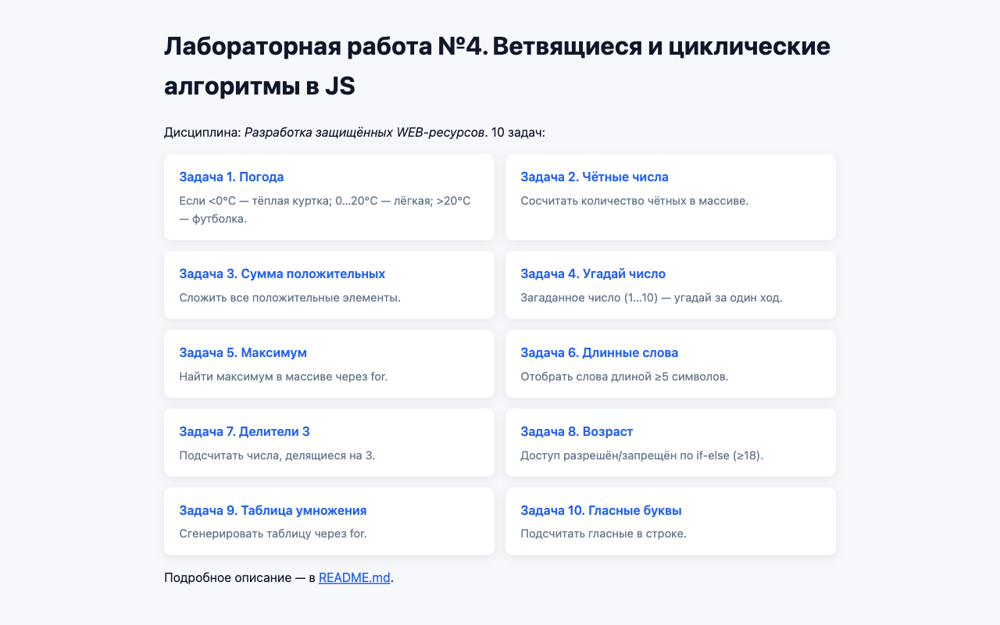 Лабораторная работа №4. Ветвящиеся и циклические
алгоритмы в JS
Дисциплина: Разработка защищённых WEB-ресурсов. 10 задач:
Задача 1. Погода
Если <0°C — тёплая куртка; 0…20°C — лёгкая; >20°C
— футболка.
Задача 2. Чётные числа
Сосчитать количество чётных в массиве.
Задача 3. Сумма положительных
Сложить все положительные элементы.
Задача 4. Угадай число
Загаданное число (1…10) — угадай за один ход.
Задача 5. Максимум
Найти максимум в массиве через for.
Задача 6. Длинные слова
Отобрать слова длиной ≥5 символов.
Задача 7. Делители 3
Подсчитать числа, делящиеся на 3.
Задача 8. Возраст
Доступ разрешён/запрещён по if-else (≥18).
Задача 9. Таблица умножения
Сгенерировать таблицу через for.
Задача 10. Гласные буквы
Подсчитать гласные в строке.
Подробное описание — в README.md.